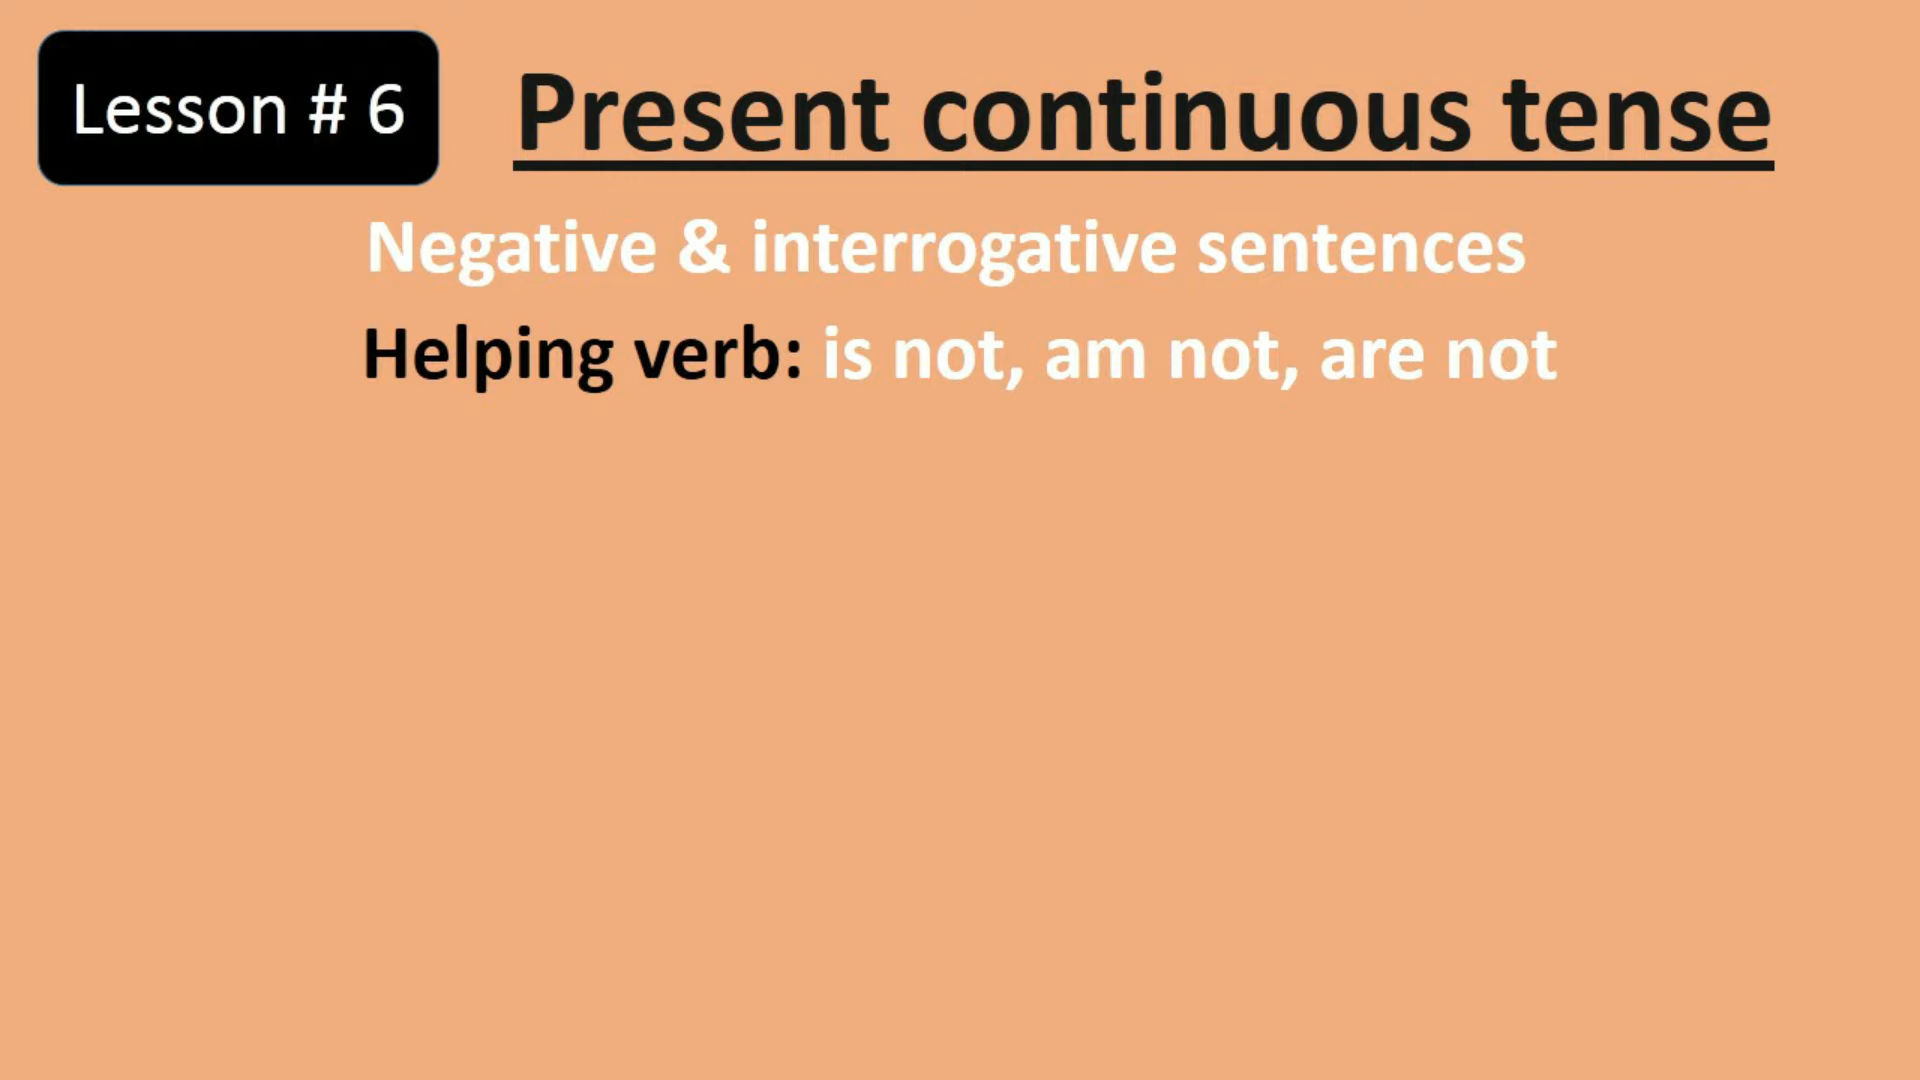 Lesson # 6
Present continuous tense
Negative & interrogative sentences
Helping verb: is not, am not, are not